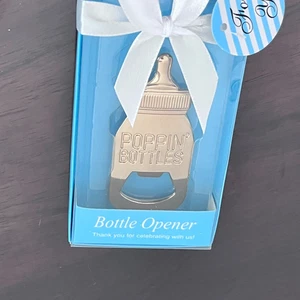 POPPIN'
BOTTLES
Bottle Opener
Thank you for celebrating with us!